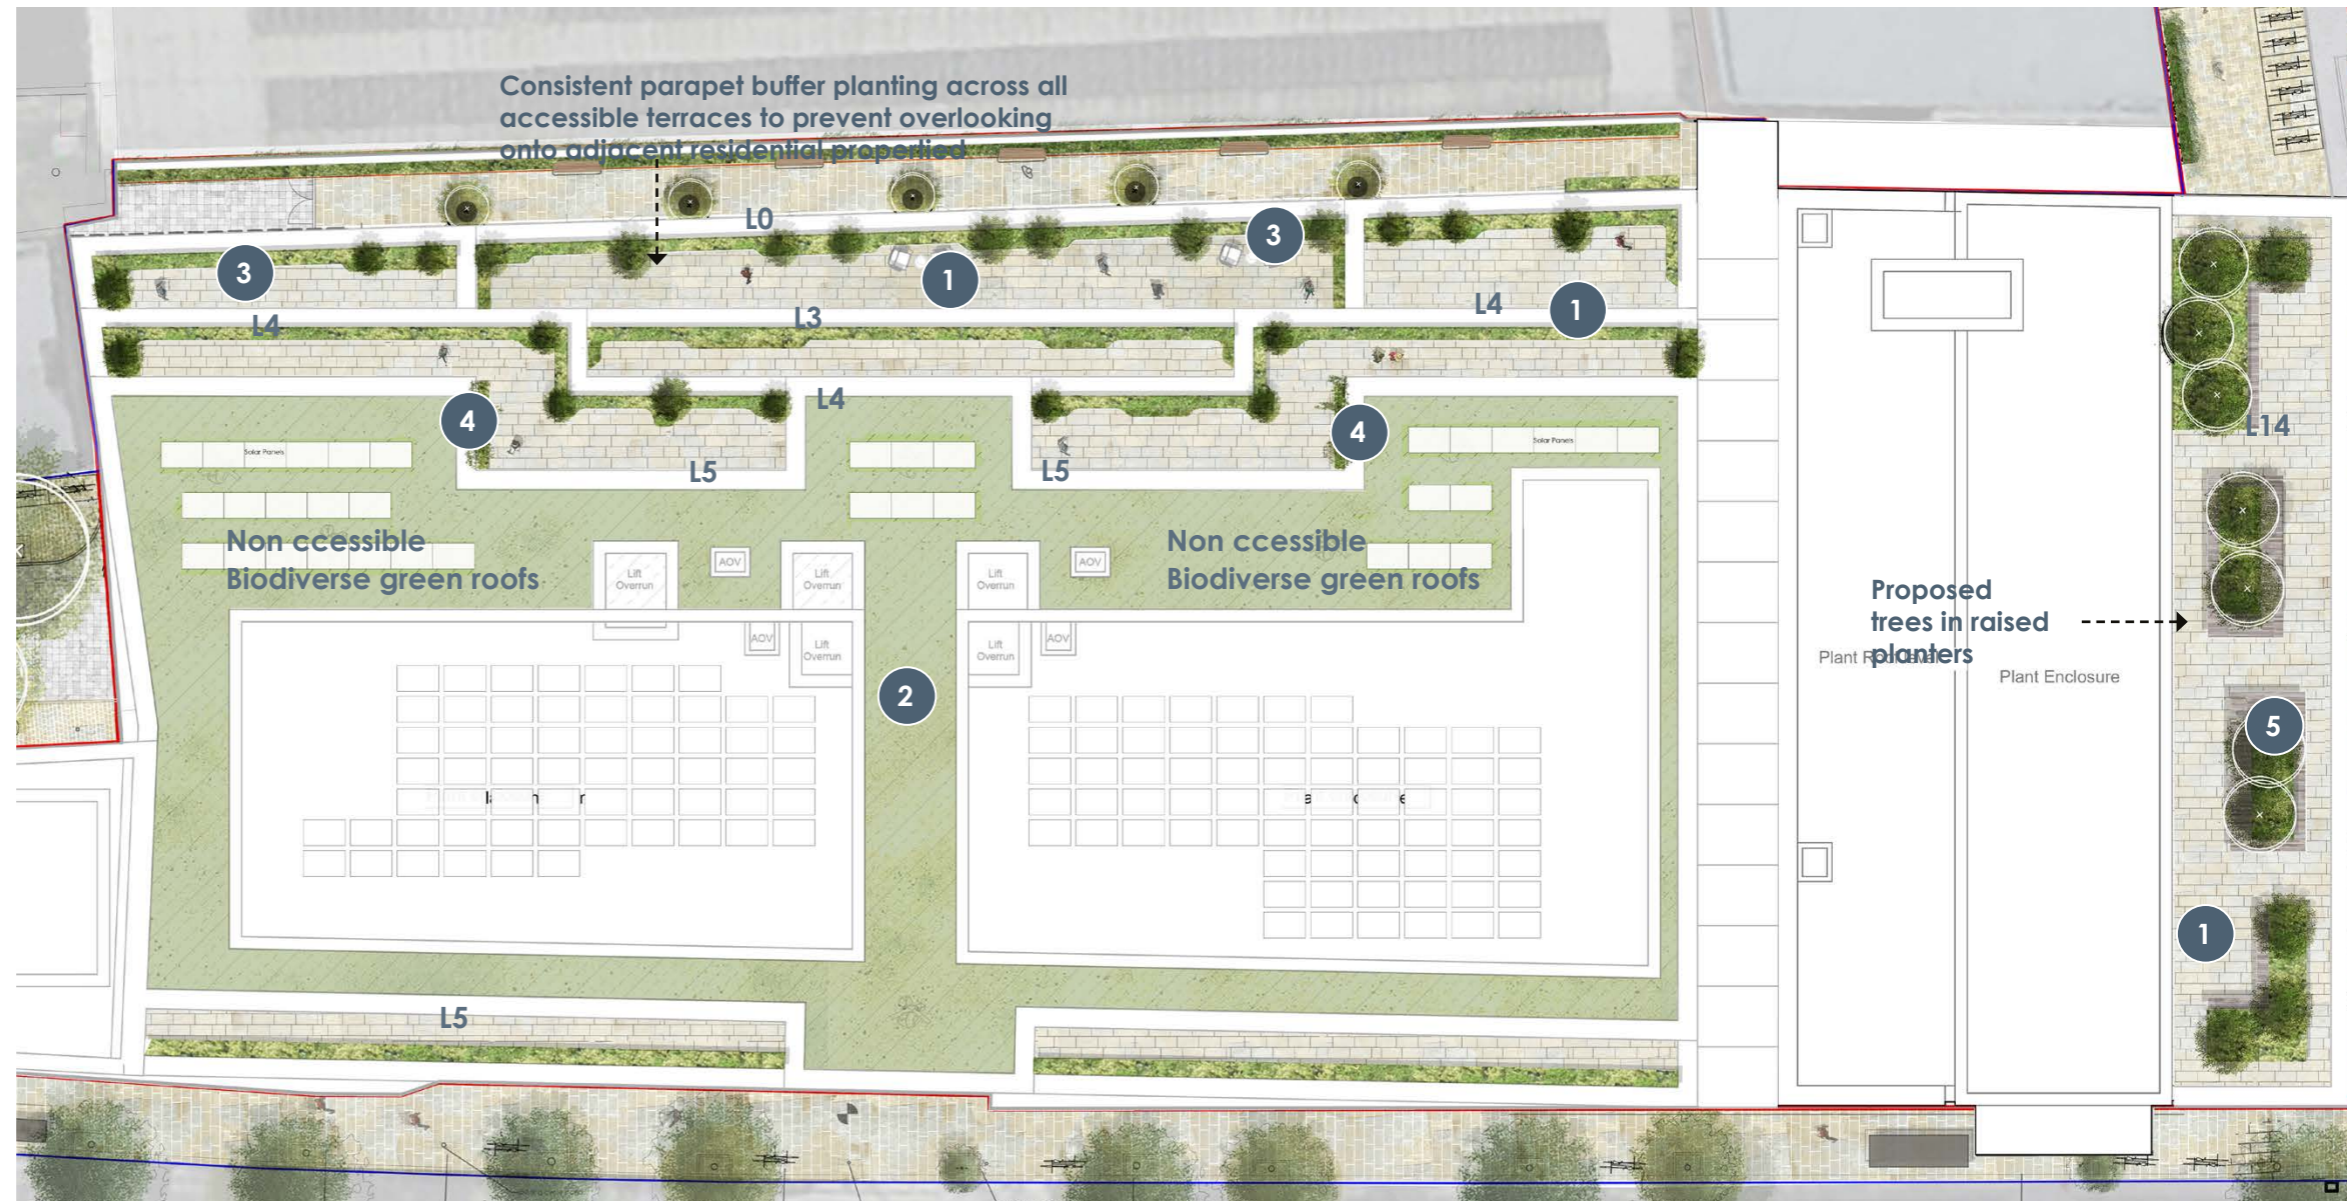 Consistent parapet buffer planting across all
accessible terraces to prevent overlooking
onto adjacent residential propertied
L0
3
3
1
L4
L3
L4
1
4
L4
4
L14
Solar Panels
Solar Panels
L5
L5
Non ccessible
Biodiverse green roofs
Non ccessible
Biodiverse green roofs
Lift
Overrun
AOV
Lift
Overrun
Lift
Overrun
AOV
AOV
Lift
Overrun
Lift
Overrun
AOV
Proposed
trees in raised
planters
Plant Roof
Plant Enclosure
2
5
1
L5